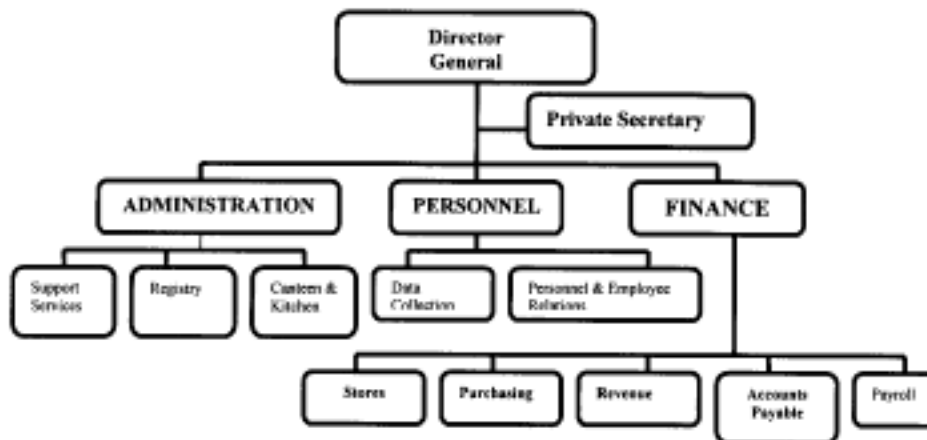 Director
General
Private Secretary
ADMINISTRATION
PERSONNEL
FINANCE
Support
Services
Registry
Canteen &
Kitchen
Data
Collection
Personnel & Employee
Relations
Stores
Purchasing
Revenue
Accounts
Payable
Payroll